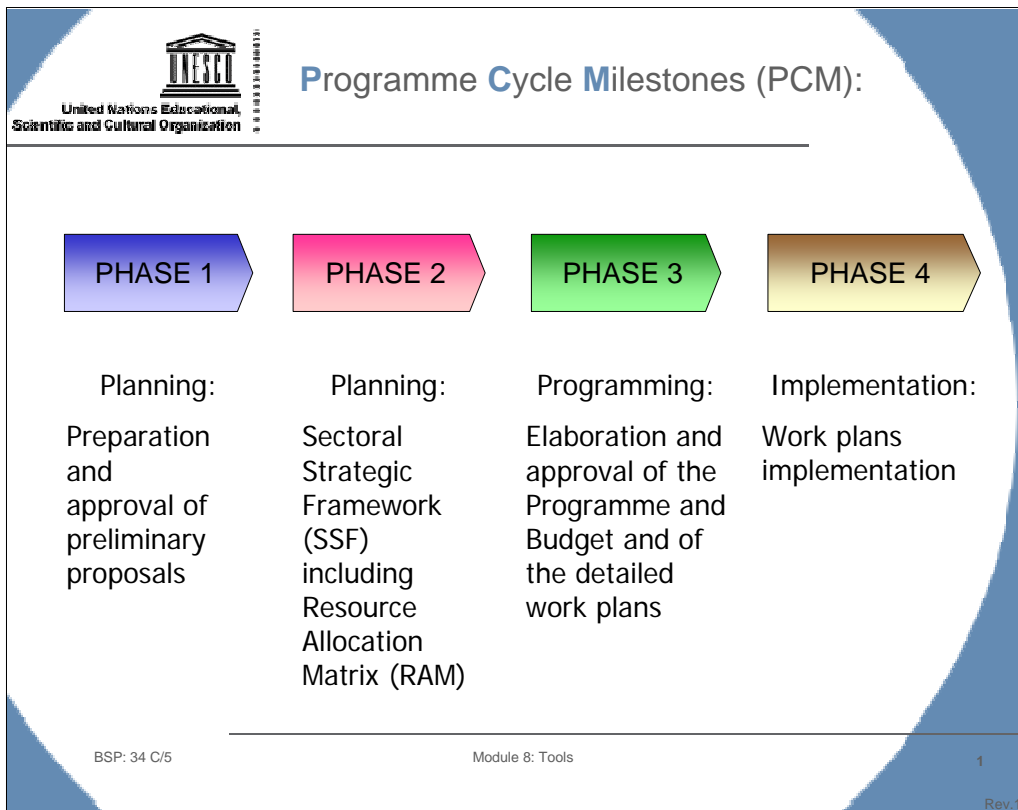 UNESCO
United Nations Educational,
Scientific and Cultural Organization
Programme Cycle Milestones (PCM):
PHASE 1
PHASE 2
PHASE 3
PHASE 4
Planning:
Preparation
and
approval of
preliminary
proposals
Planning:
Sectoral
Strategic
Framework
(SSF)
including
Resource
Allocation
Matrix (RAM)
Programming:
Elaboration and
approval of the
Programme and
Budget and of
the detailed
work plans
Implementation:
Work plans
implementation
BSP: 34 C/5
Module 8: Tools
1
Rev.